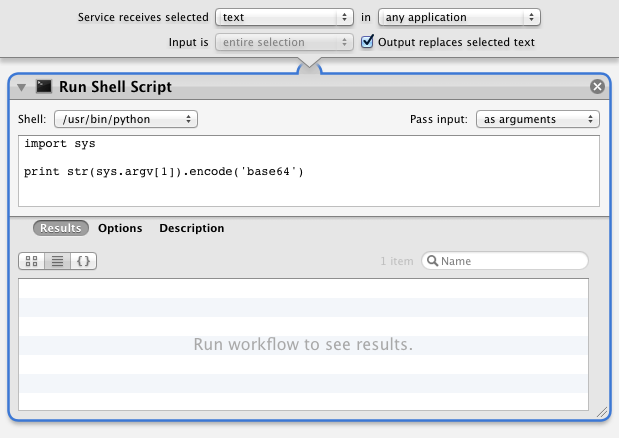 Service receives selected text in any application
Input is entire selection Output replaces selected text
Run Shell Script
Shell: /usr/bin/python Pass input: as arguments
import sys
print str(sys.argv[1]).encode('base64')
Results Options Description
{} 1 item Name
Run workflow to see results.